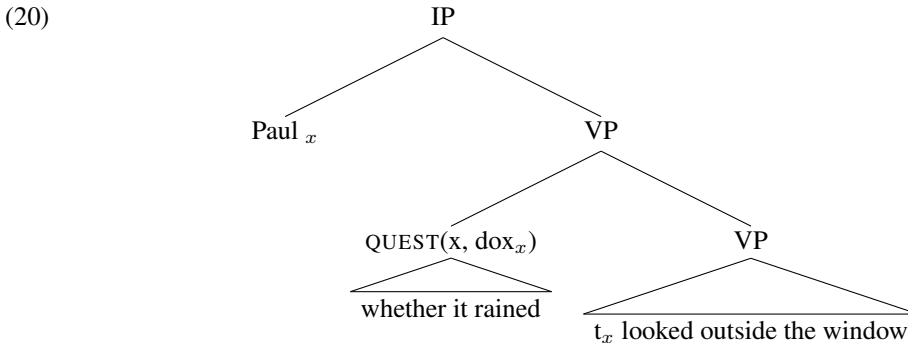 (20)
IP
Paul ₓ
VP
QUEST(x, doxₓ)
VP
whether it rained
tₓ looked outside the window